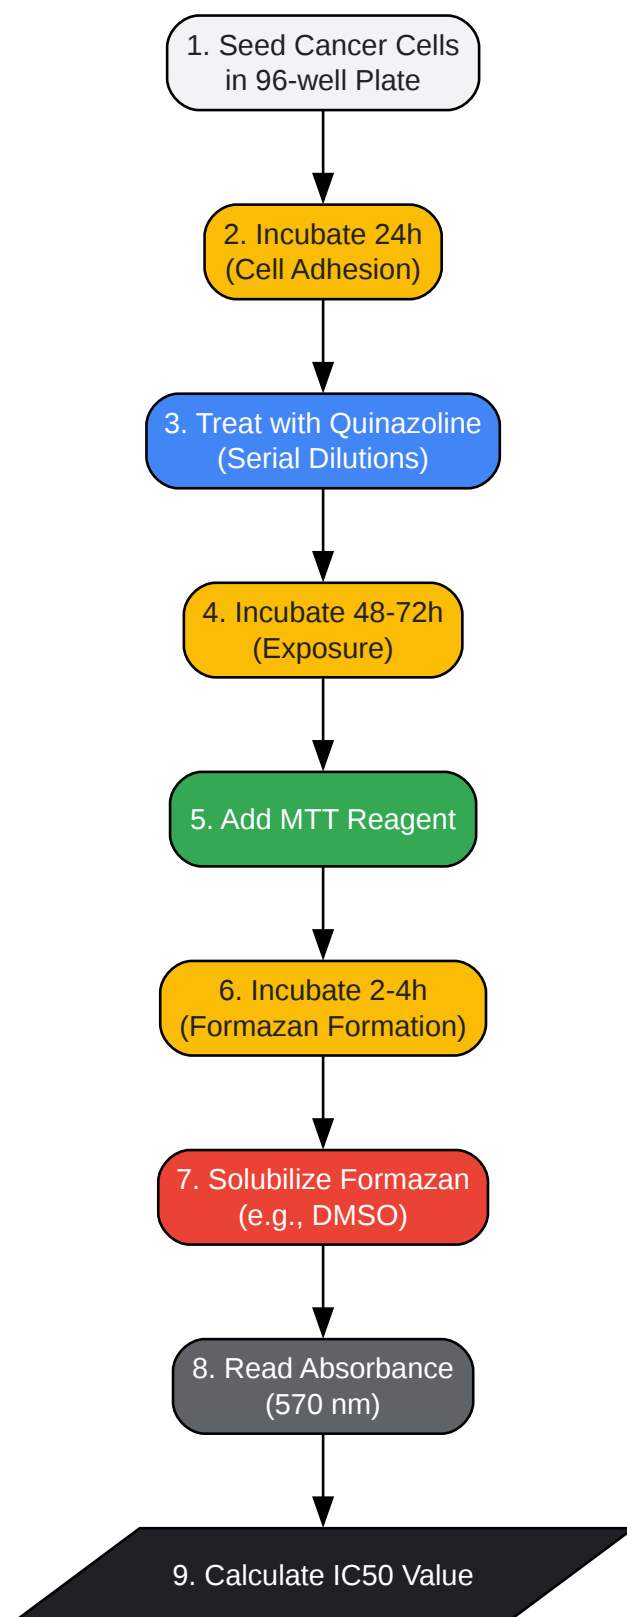 1. Seed Cancer Cells
in 96-well Plate
2. Incubate 24h
(Cell Adhesion)
3. Treat with Quinazoline
(Serial Dilutions)
4. Incubate 48-72h
(Exposure)
5. Add MTT Reagent
6. Incubate 2-4h
(Formazan Formation)
7. Solubilize Formazan
(e.g., DMSO)
8. Read Absorbance
(570 nm)
9. Calculate IC50 Value